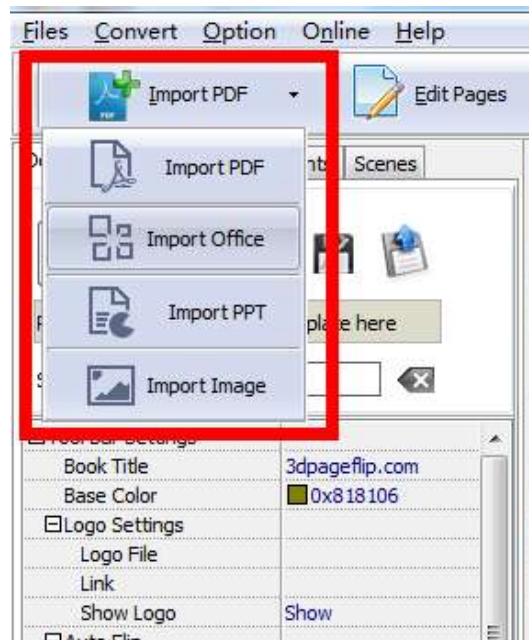 Files Convert Option Online Help
Import PDF Edit Pages
Import PDF
Scenes
Import Office
Import PPT
here
Import Image
Book Title 3dpageflip.com
Base Color 0x818106
Logo Settings
Logo File
Link
Show Logo Show